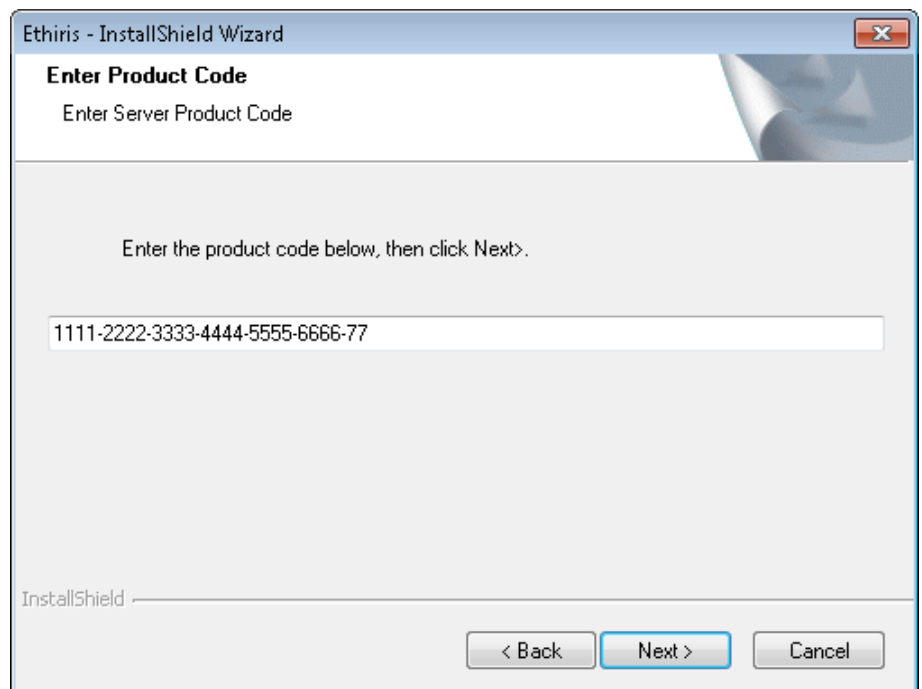 Ethiris - InstallShield Wizard
Enter Product Code
Enter Server Product Code
Enter the product code below, then click Next>.
1111-2222-3333-4444-5555-6666-77
InstallShield
< Back Next > Cancel